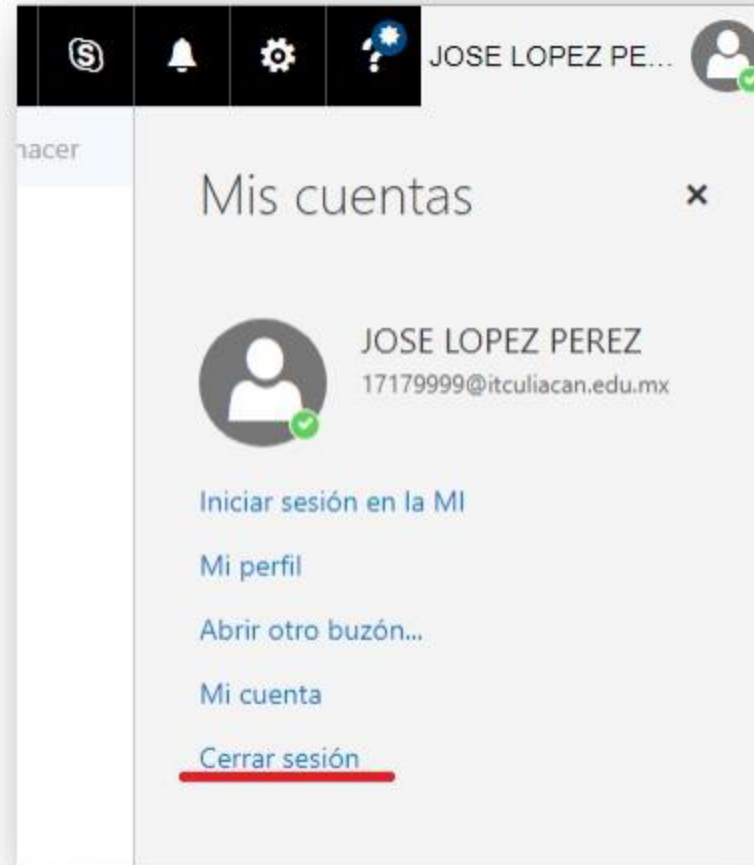 JOSE LOPEZ PE...
hacer
Mis cuentas
JOSE LOPEZ PEREZ
17179999@itculiacan.edu.mx
Iniciar sesión en la MI
Mi perfil
Abrir otro buzón...
Mi cuenta
Cerrar sesión